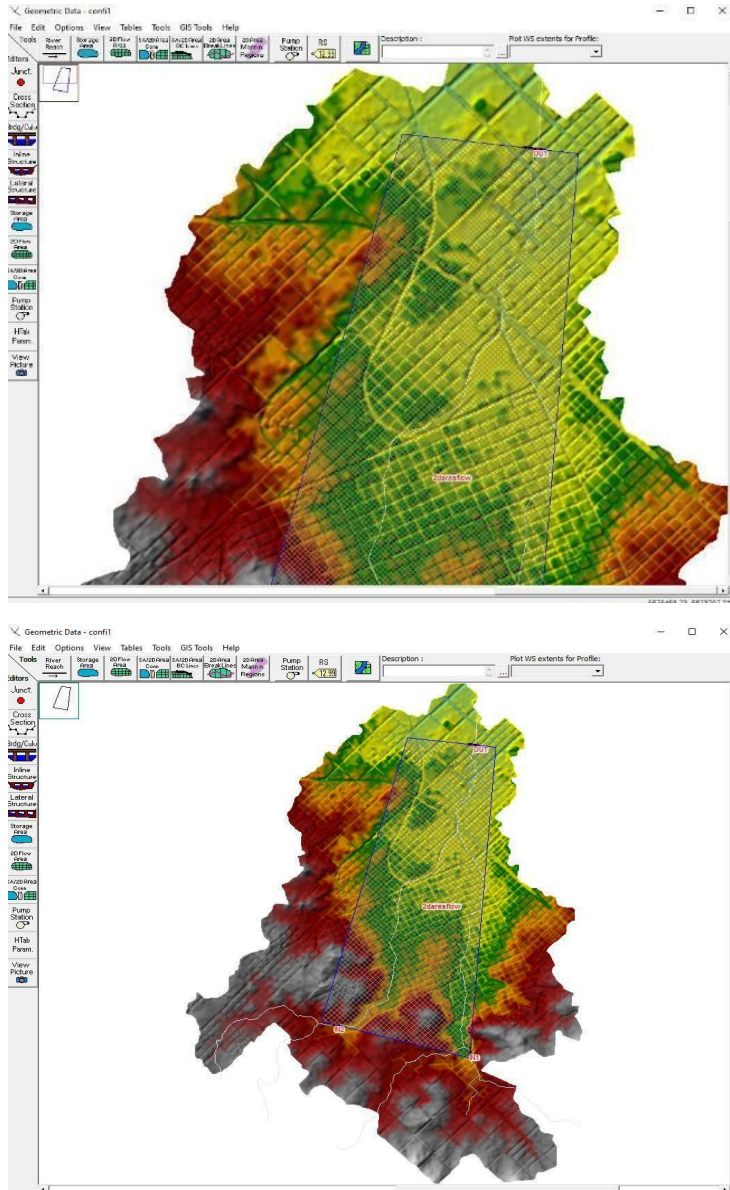 Geometric Data - confi1
File Edit Options View Tables Tools GIS Tools Help
Tools
River Reach
Storage Area
2D Flow Area
SA/2D Area Conn
SA/2D Area BC Lines
2D Area BreakLines
2D Area Mann n Regions
Pump Station
RS
Description :
...
Plot WS extents for Profile:
Editors
Junct.
Cross Section
Brdg/Culv
Inline Structure
Lateral Structure
Storage Area
2D Flow Area
SA/2D Area Conn
Pump Station
HTab Param.
View Picture
OUT
2dareaflow
Geometric Data - confi1
File Edit Options View Tables Tools GIS Tools Help
Tools
River Reach
Storage Area
2D Flow Area
SA/2D Area Conn
SA/2D Area BC Lines
2D Area BreakLines
2D Area Mann n Regions
Pump Station
RS
Description :
...
Plot WS extents for Profile:
Editors
Junct.
Cross Section
Brdg/Culv
Inline Structure
Lateral Structure
Storage Area
2D Flow Area
SA/2D Area Conn
Pump Station
HTab Param.
View Picture
OUT
2dareaflow
N2
N1